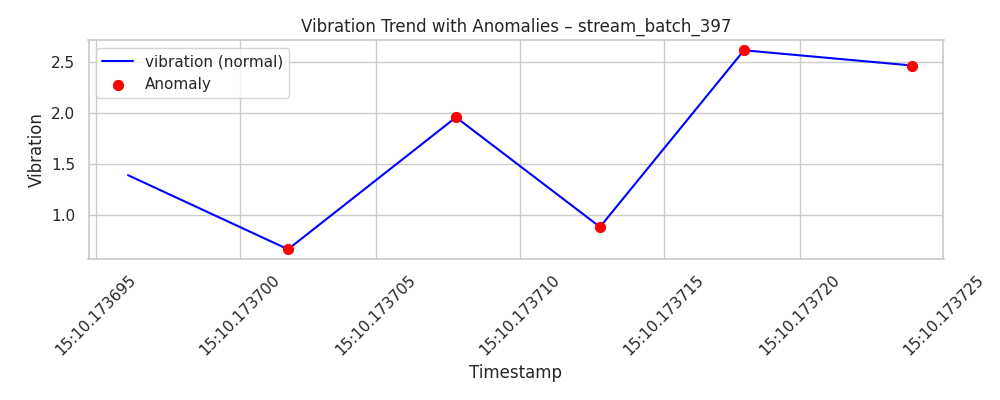 Vibration Trend with Anomalies – stream_batch_397
vibration (normal)
Anomaly
Vibration
2.5
2.0
1.5
1.0
15:10.173695
15:10.173700
15:10.173705
15:10.173710
15:10.173715
15:10.173720
15:10.173725
Timestamp